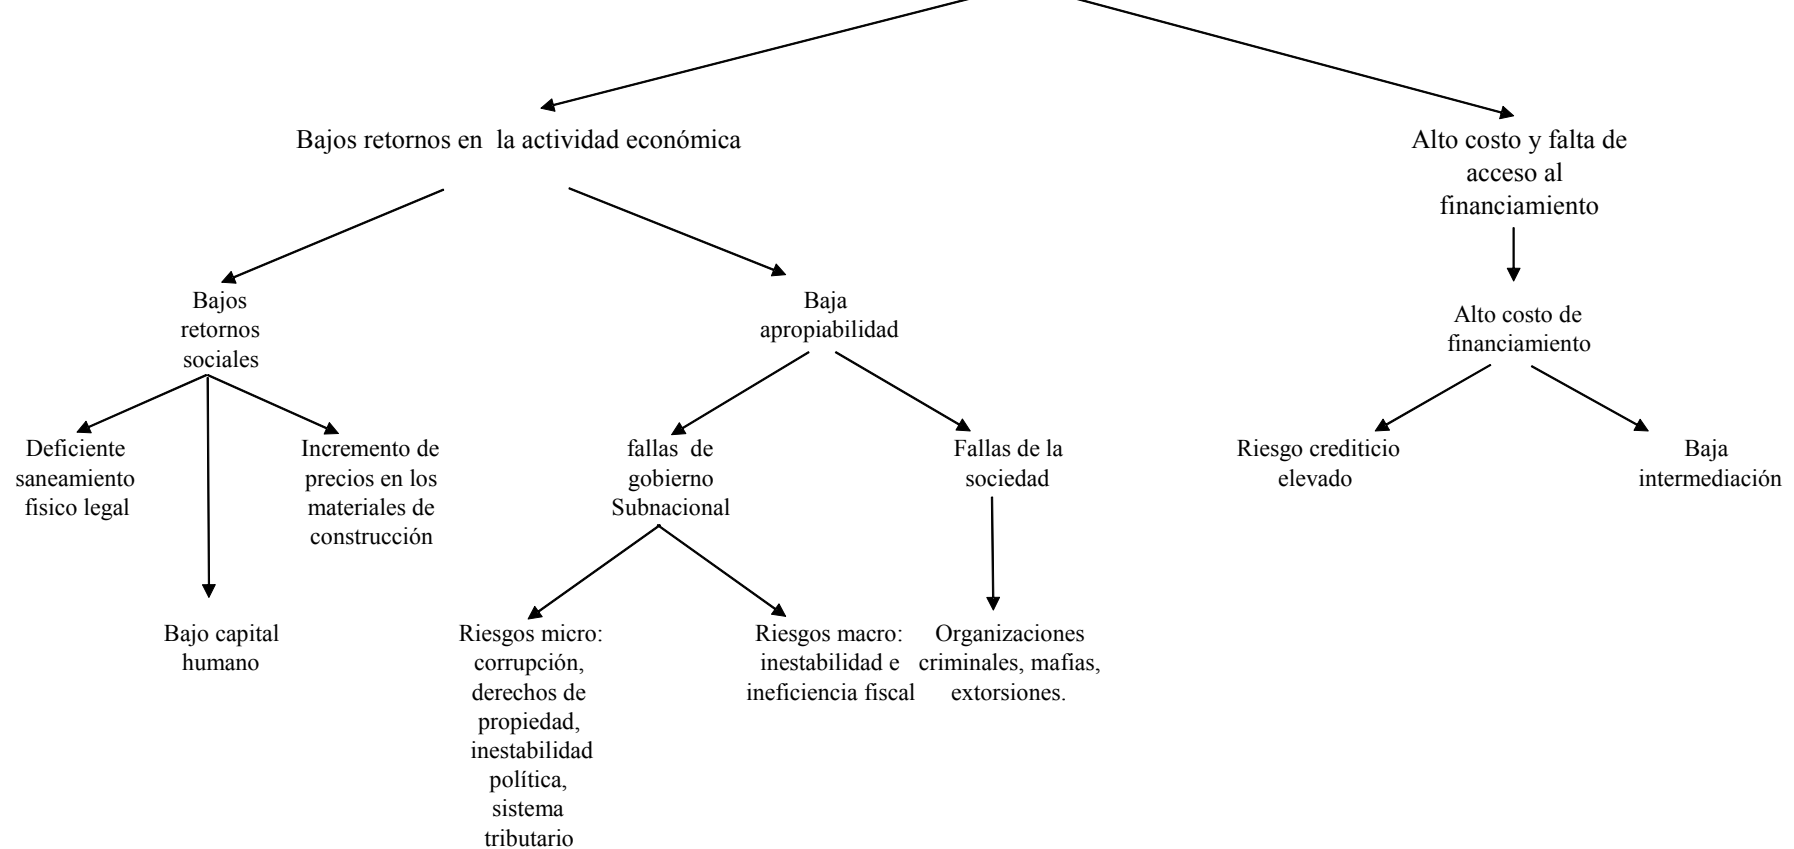 Bajos retornos en  la actividad económica
Alto costo y falta de
acceso al
financiamiento
Bajos
retornos
sociales
Baja
apropiabilidad
Alto costo de
financiamiento
Deficiente
saneamiento
fisico legal
Incremento de
precios en los
materiales de
construcción
fallas  de
gobierno
Subnacional
Fallas de la
sociedad
Riesgo crediticio
elevado
Baja
intermediación
Bajo capital
humano
Riesgos micro:
corrupción,
derechos de
propiedad,
inestabilidad
política,
sistema
tributario
Riesgos macro:
inestabilidad e
ineficiencia fiscal
Organizaciones
criminales, mafias,
extorsiones.